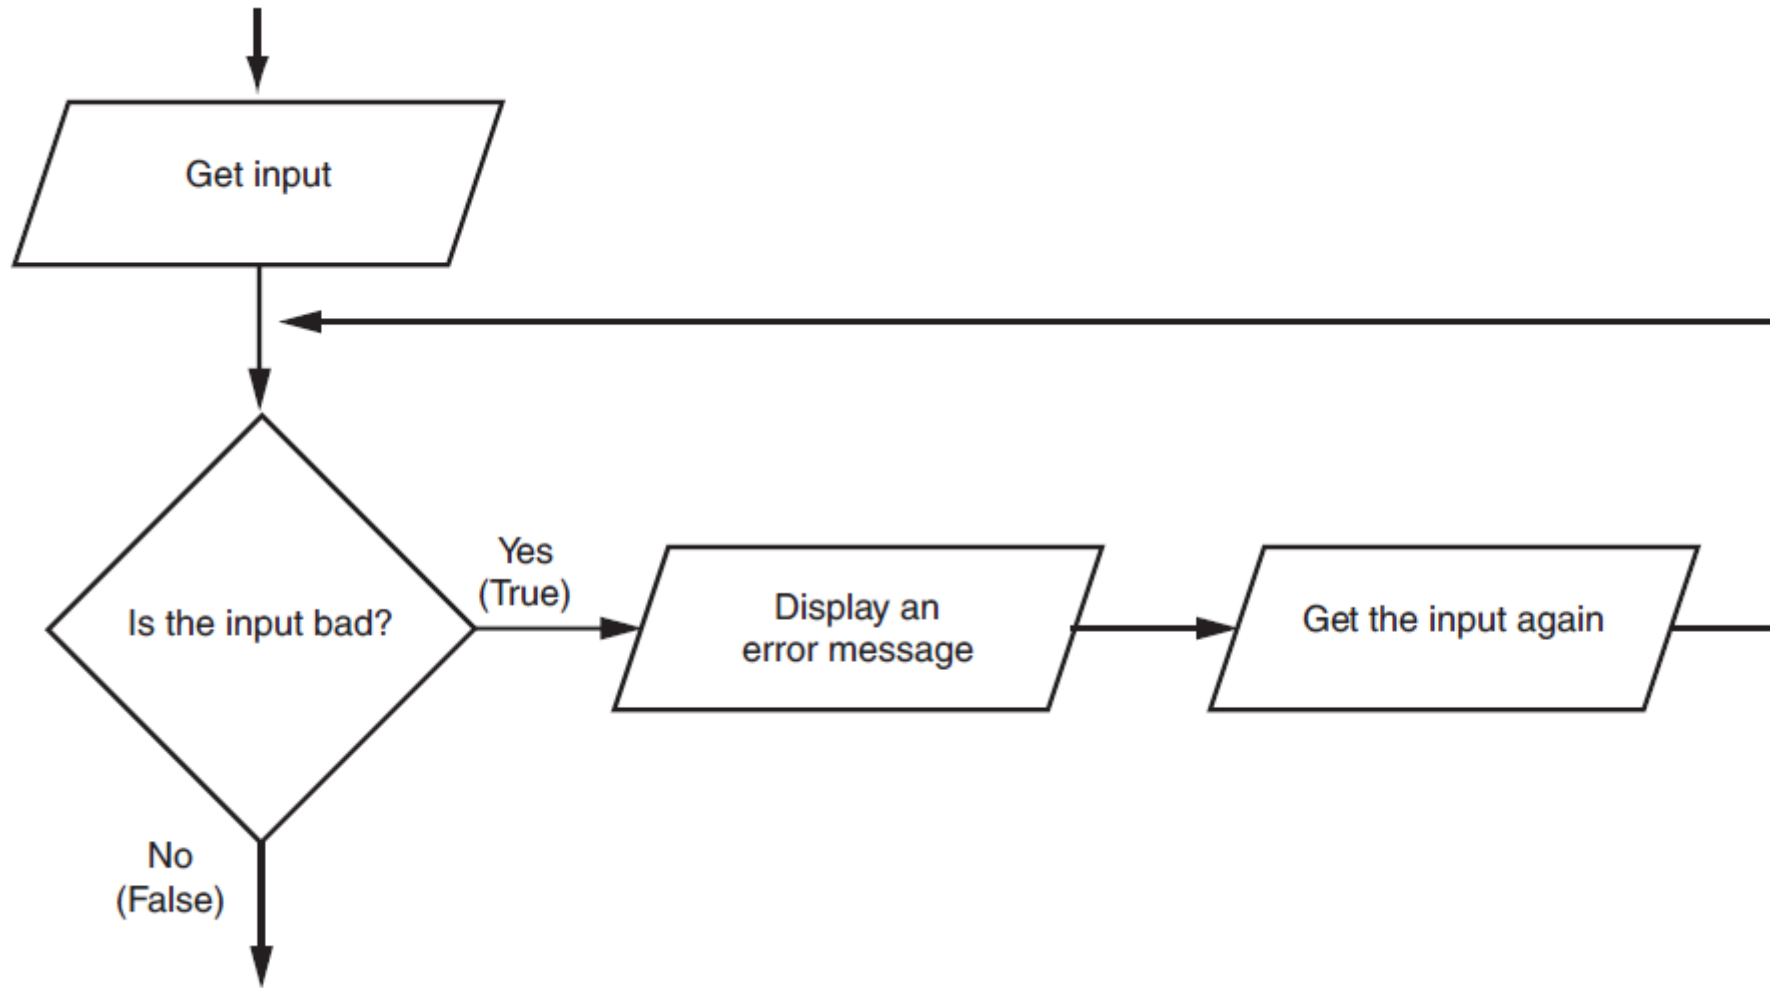 Get input
Is the input bad?
Yes
(True)
Display an
error message
Get the input again
No
(False)